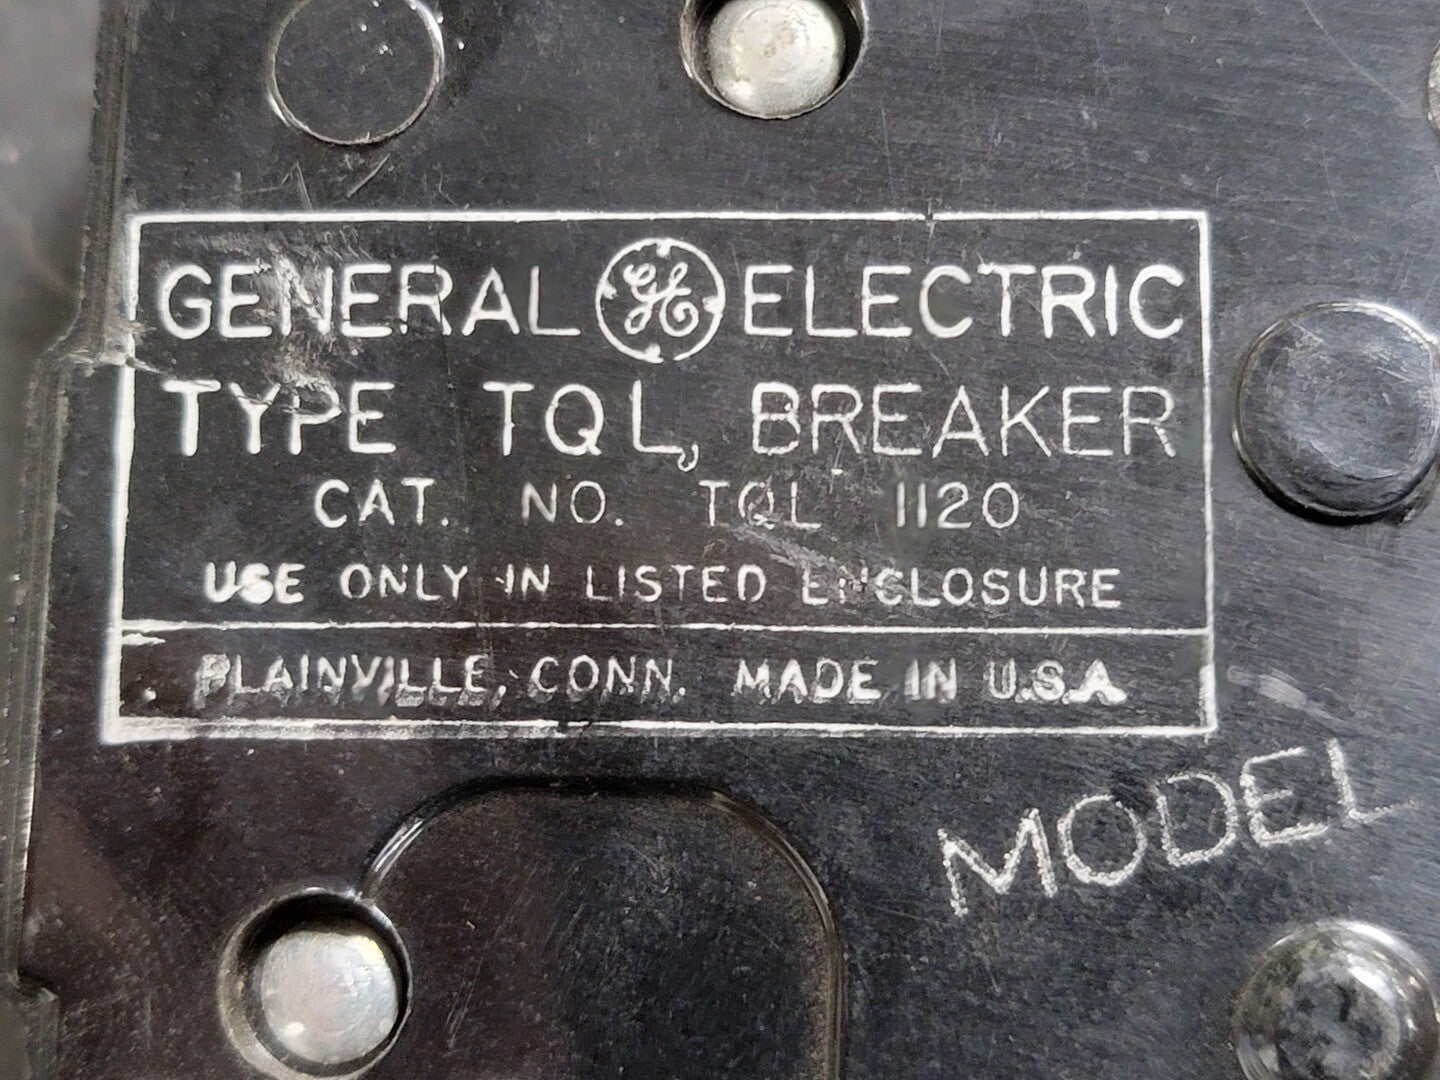 GENERAL GE ELECTRIC
TYPE TQL, BREAKER
CAT. NO. TQL 1120
USE ONLY IN LISTED ENCLOSURE
PLAINVILLE, CONN. MADE IN U.S.A.
MODEL